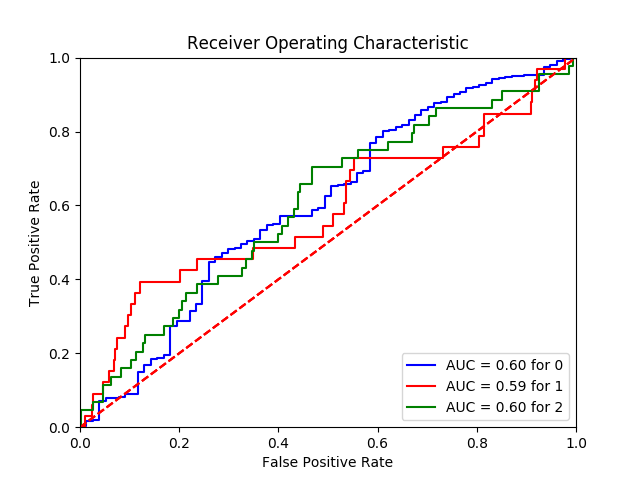 Receiver Operating Characteristic
True Positive Rate
1.0
0.8
0.6
0.4
0.2
0.0
AUC = 0.60 for 0
AUC = 0.59 for 1
AUC = 0.60 for 2
0.0 0.2 0.4 0.6 0.8 1.0
False Positive Rate